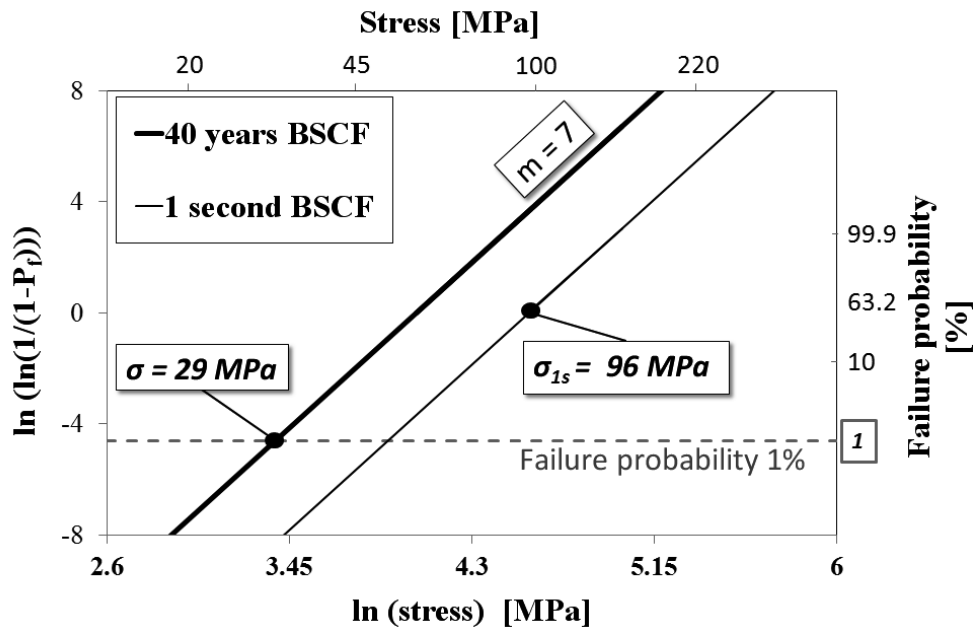 Stress [MPa]
20 45 100 220
8
4
0
-4
-8
ln (ln(1/(1-Pf)))
40 years BSCF
1 second BSCF
m = 7
σ = 29 MPa
σ1s = 96 MPa
Failure probability 1%
99.9
63.2
10
1
Failure probability
[%]
2.6 3.45 4.3 5.15 6
ln (stress) [MPa]